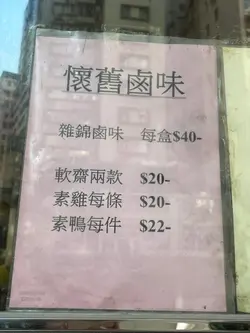 懷舊鹵味
雜錦鹵味 每盒$40-
軟齋兩款 $20-
素雞每條 $20-
素鴨每件 $22-